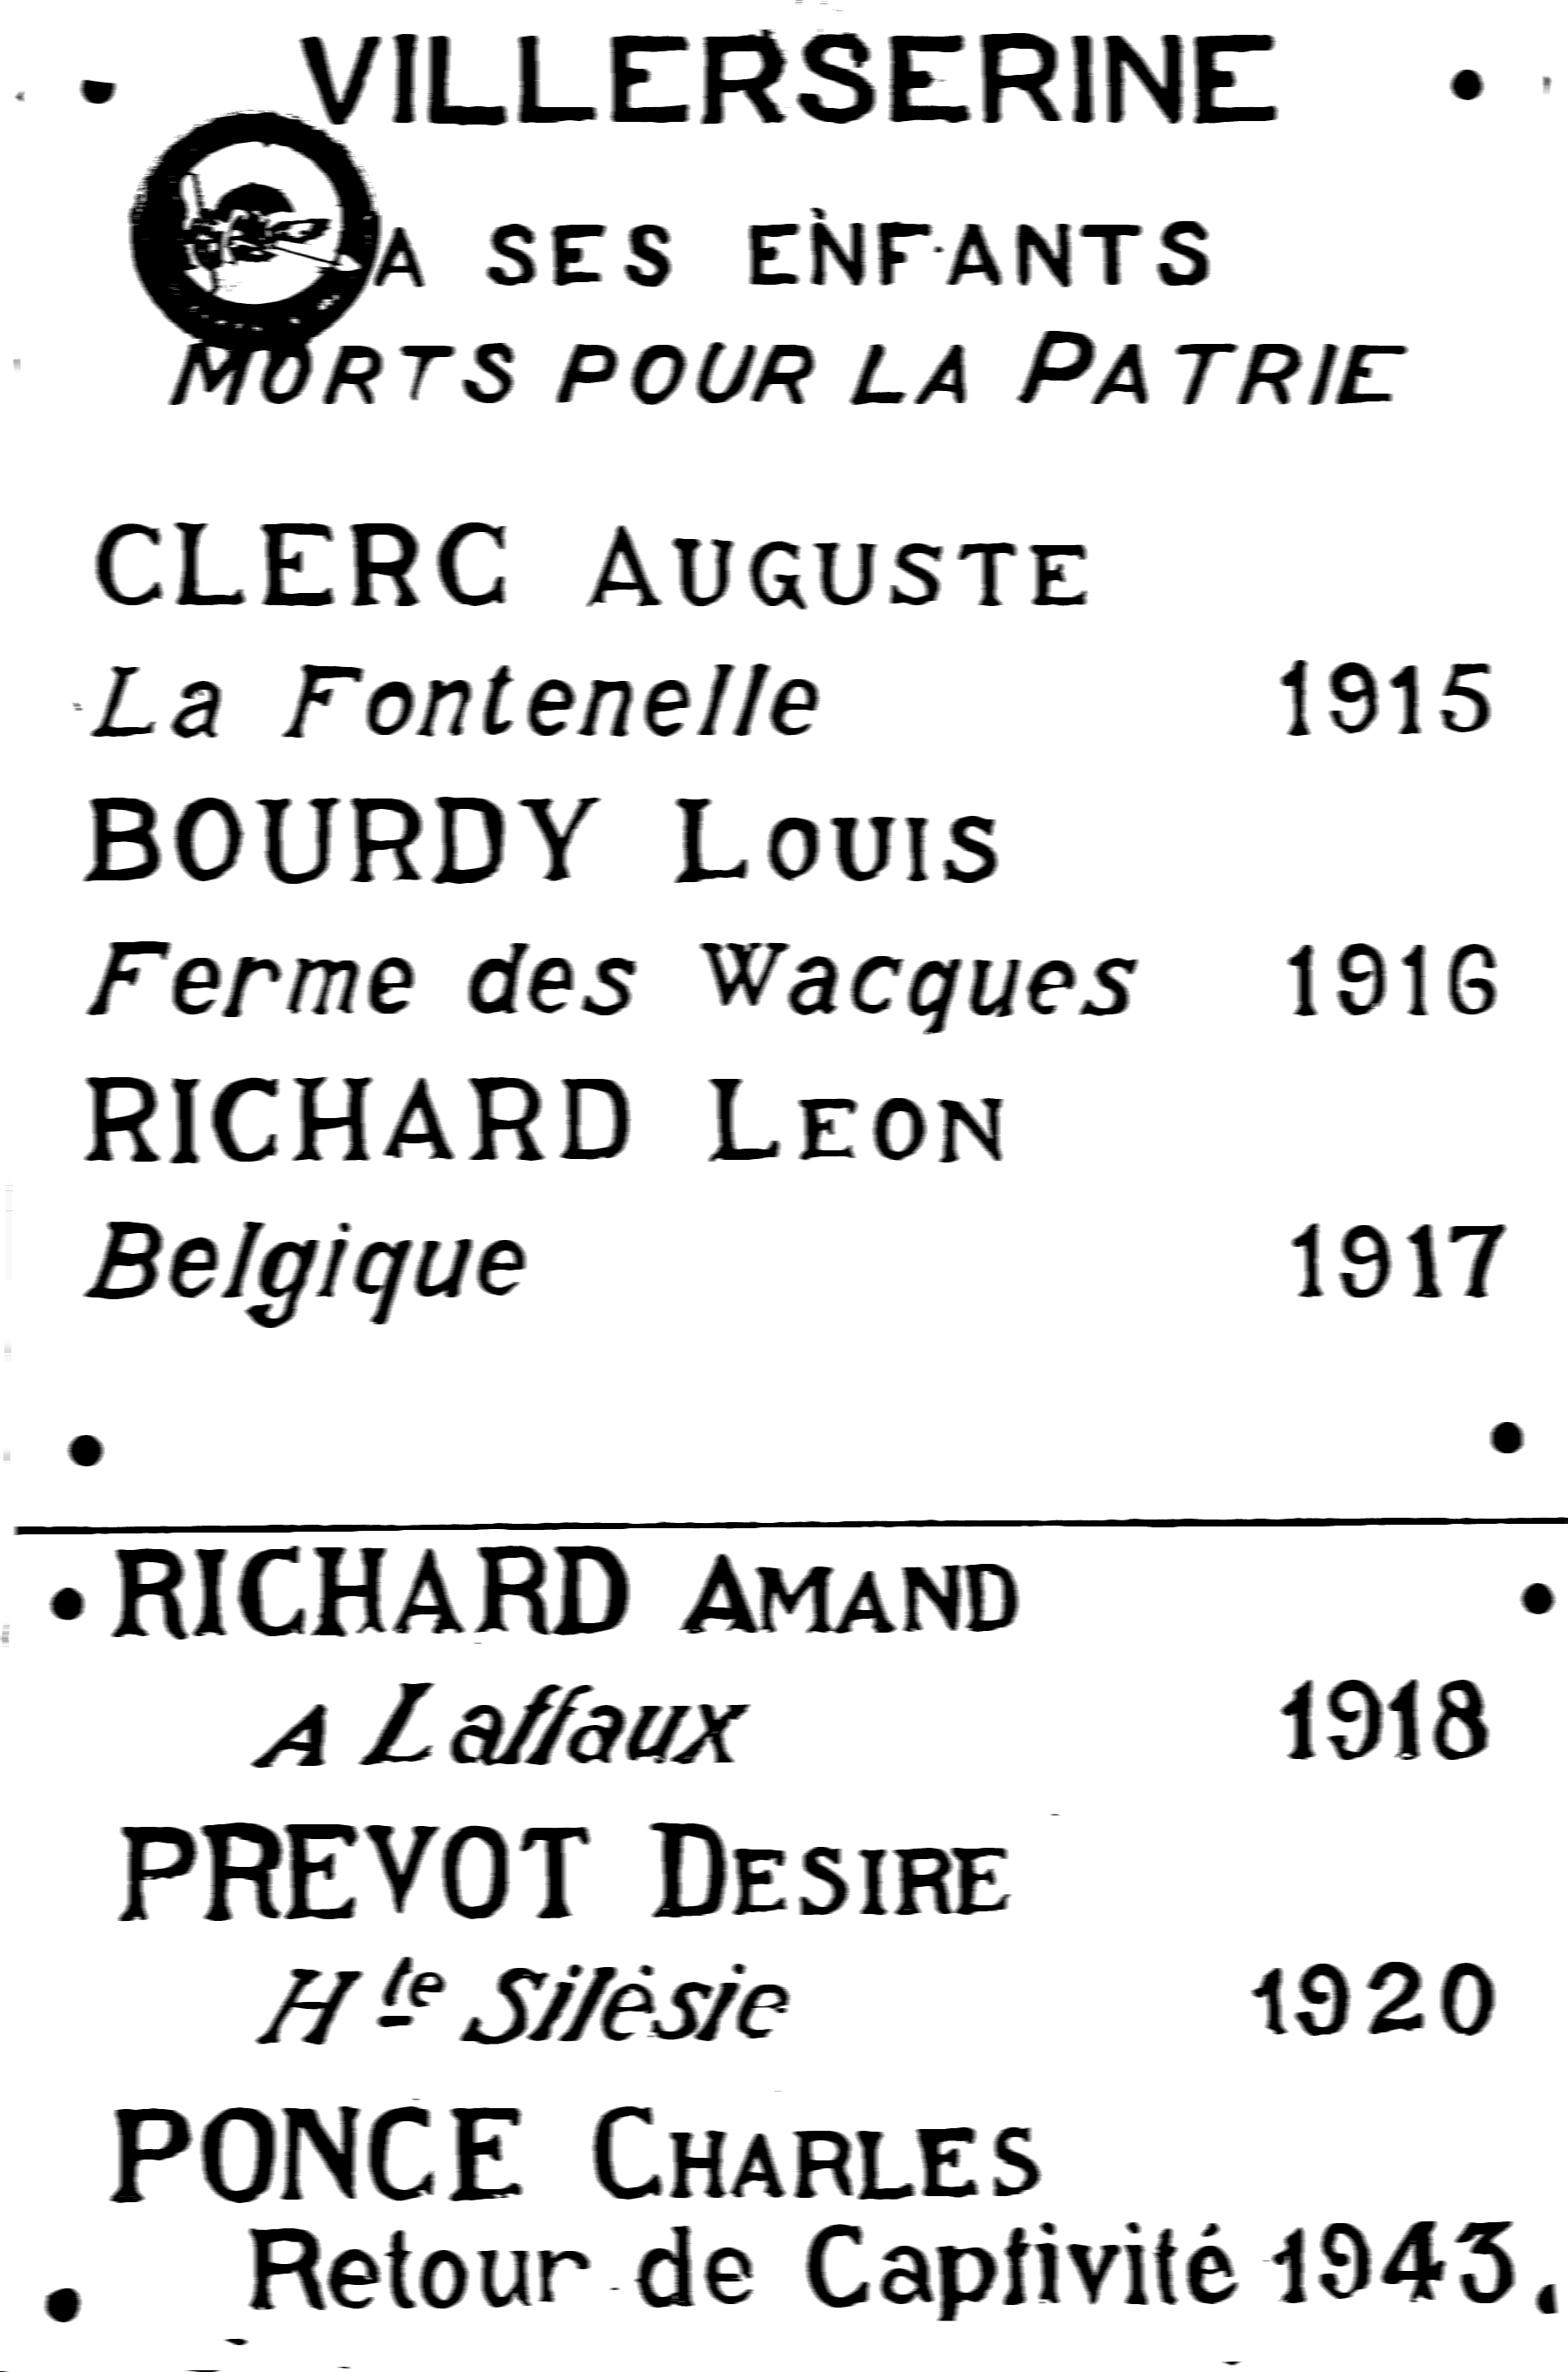 VILLERSERINE
A SES ENFANTS
MORTS POUR LA PATRIE
CLERC AUGUSTE
La Fontenelle 1915
BOURDY LOUIS
Ferme des Wacques 1916
RICHARD LEON
Belgique 1917
RICHARD AMAND
A Laffaux 1918
PREVOT DESIRE
Hte Silésie 1920
PONCE CHARLES
Retour de Captivité 1943